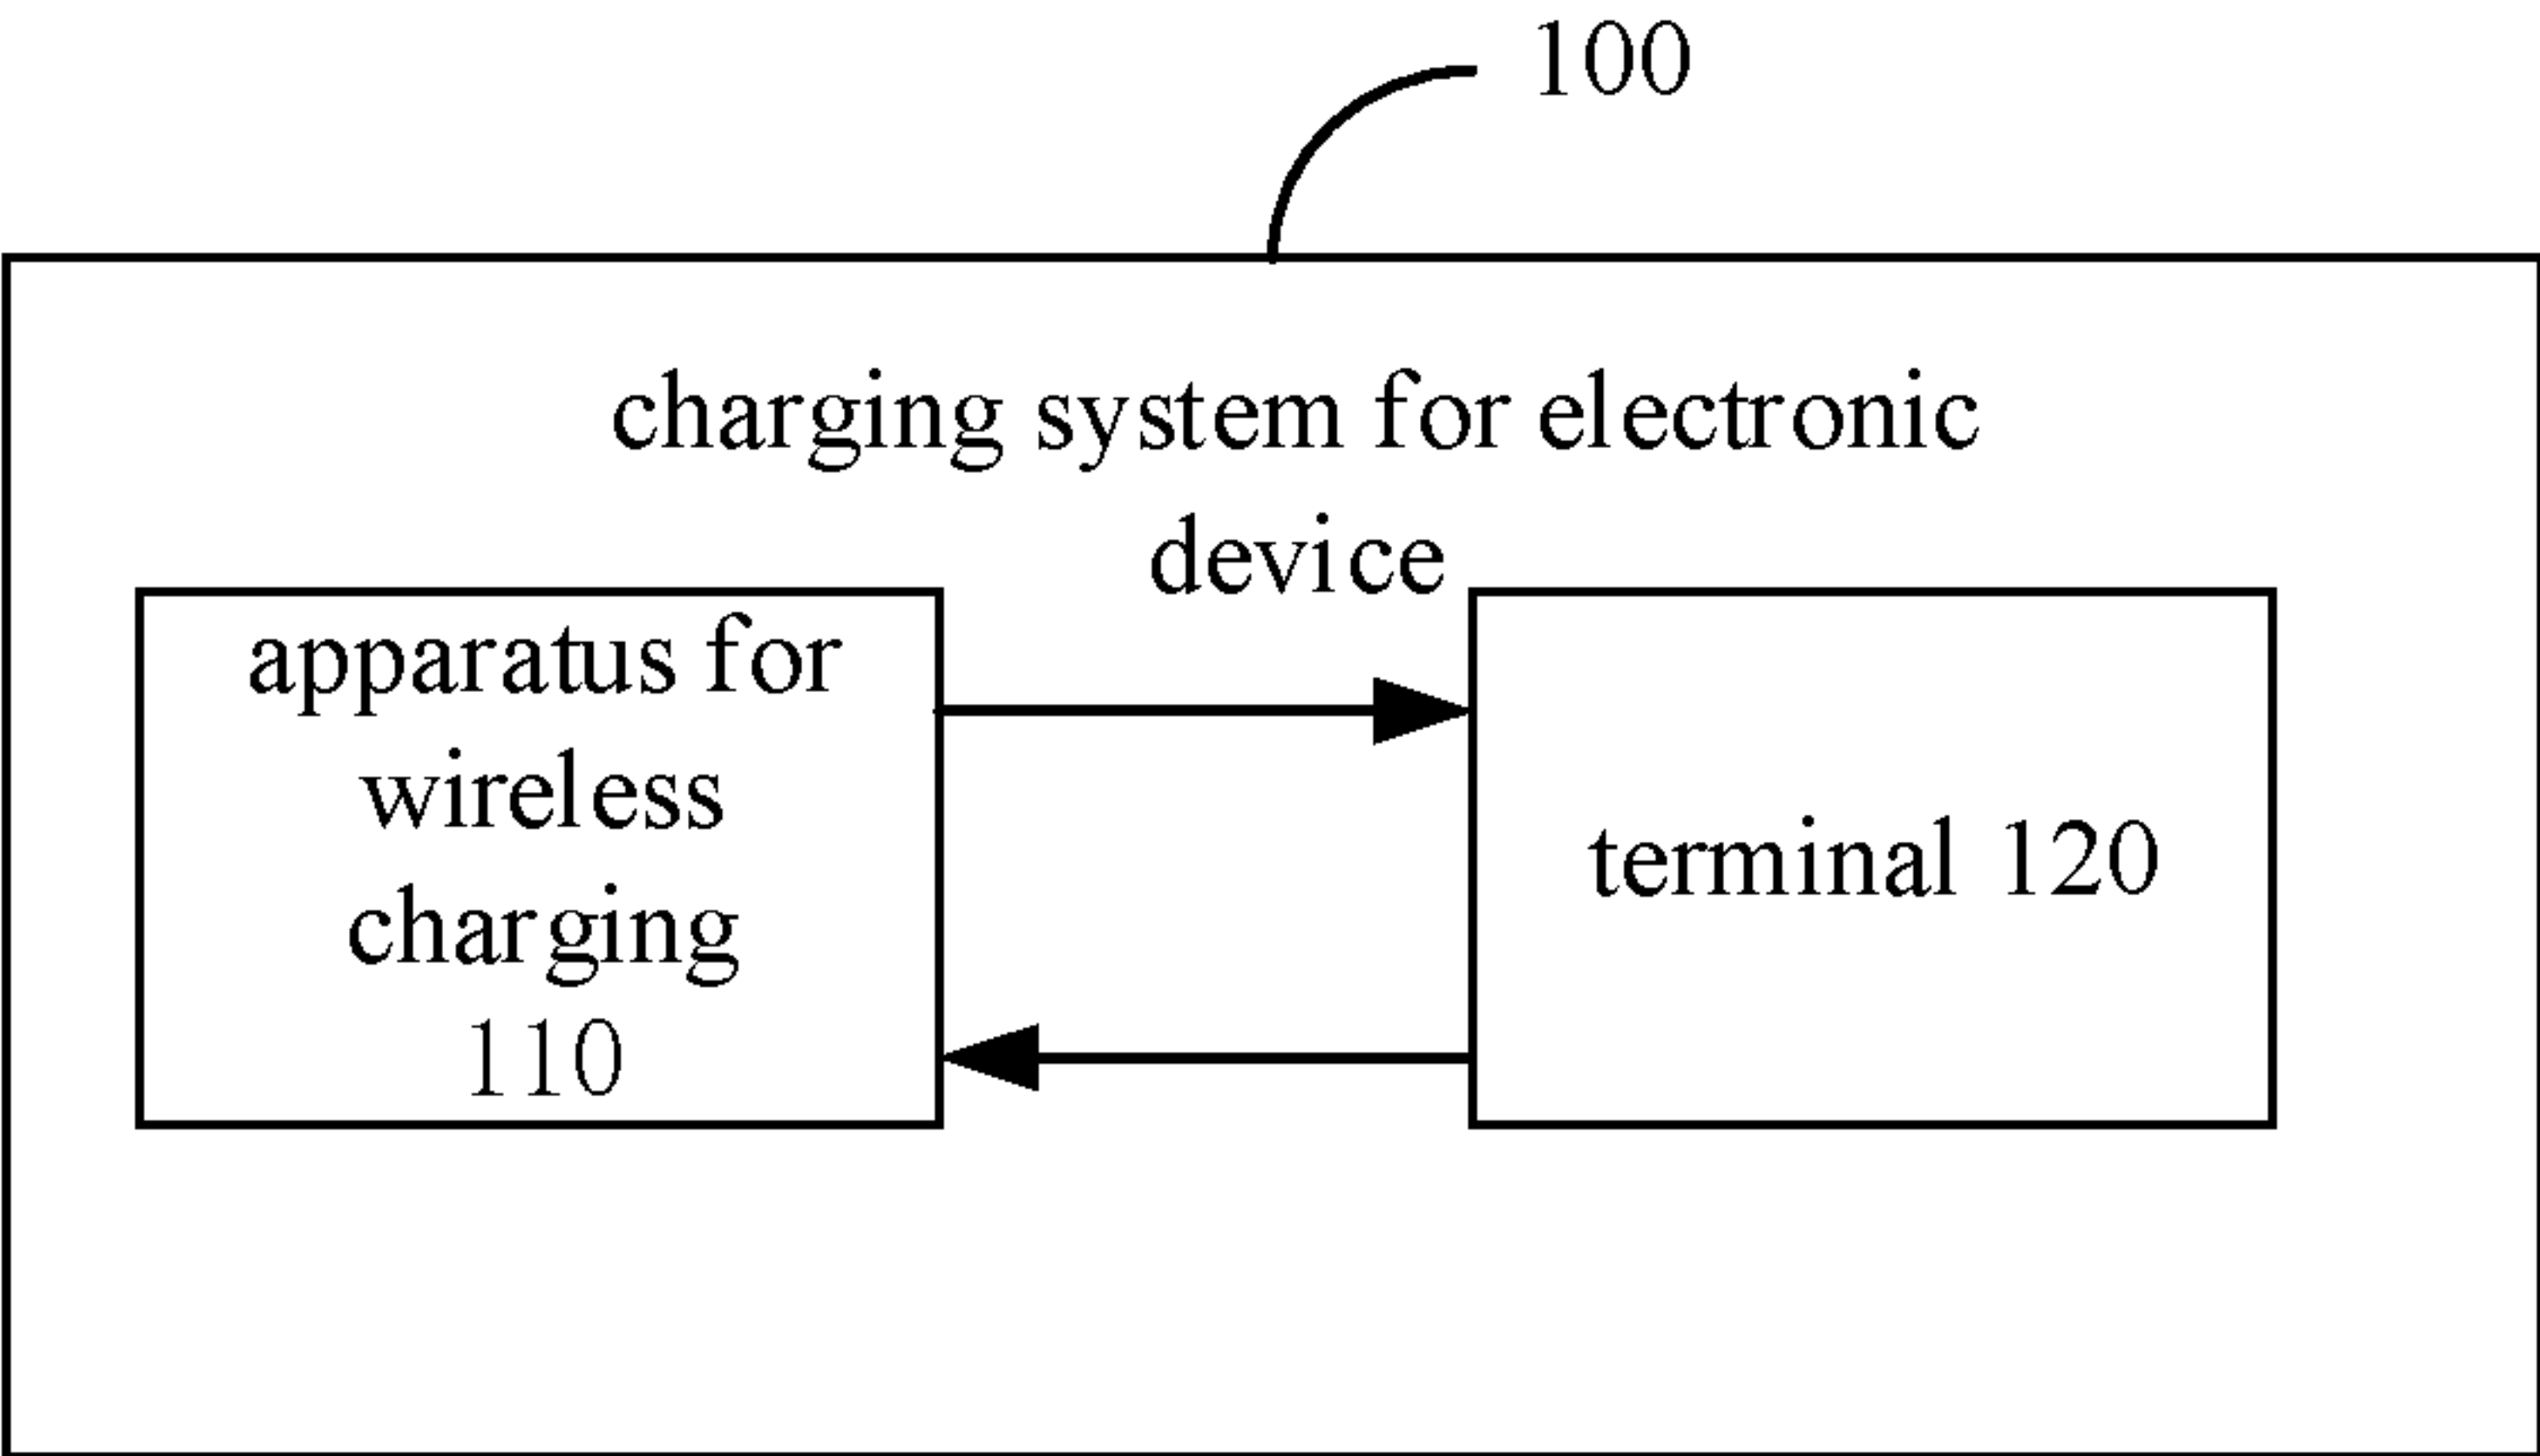 100
charging system for electronic
device
apparatus for
wireless
charging
110
terminal 120